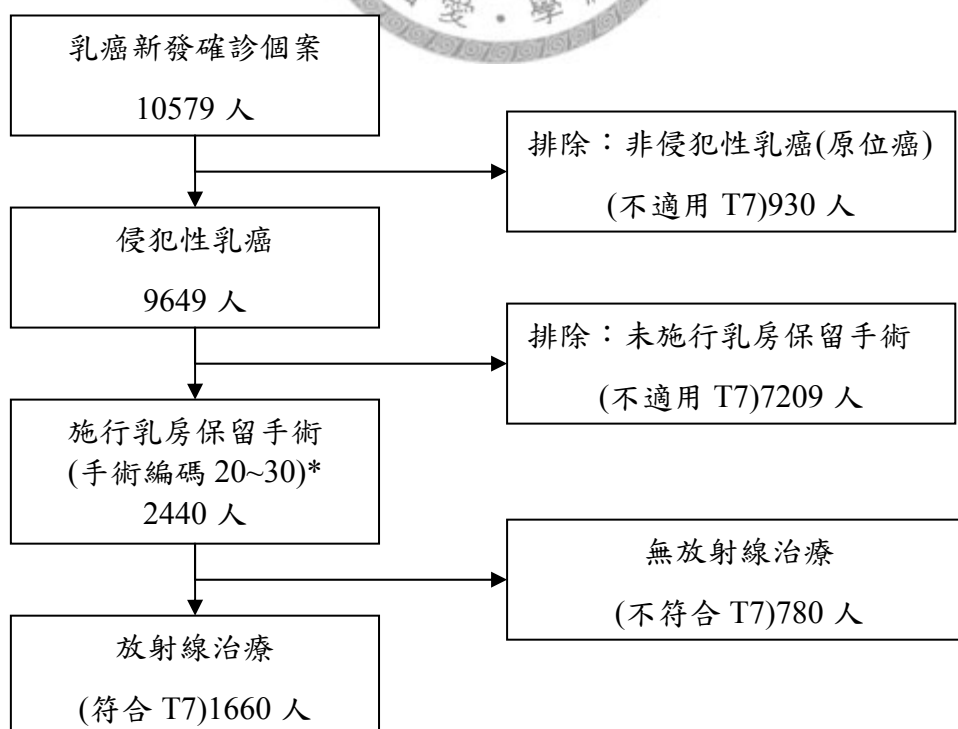 乳癌新發確診個案
10579 人
排除：非侵犯性乳癌(原位癌)
(不適用 T7)930 人
侵犯性乳癌
9649 人
排除：未施行乳房保留手術
(不適用 T7)7209 人
施行乳房保留手術
(手術編碼 20~30)*
2440 人
無放射線治療
(不符合 T7)780 人
放射線治療
(符合 T7)1660 人